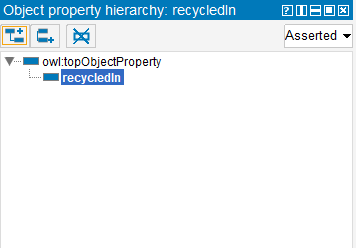 Object property hierarchy: recycledIn
Asserted
owl:topObjectProperty
recycledIn